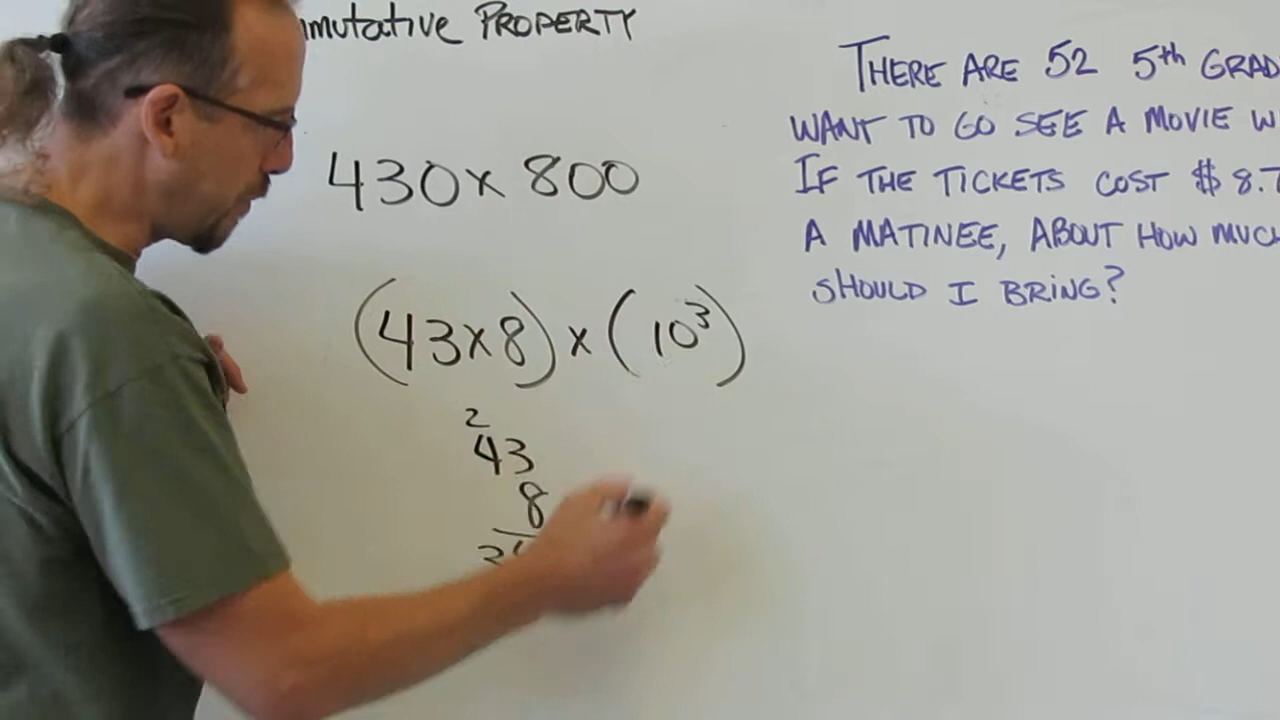 mutative PROPERTY
430 x 800
(43x8) x (10³)
2
43
8
THERE ARE 52 5th GRAD
WANT TO GO SEE A MOVIE W
IF THE TICKETS COST $8.7
A MATINEE, ABOUT HOW MUC
SHOULD I BRING?